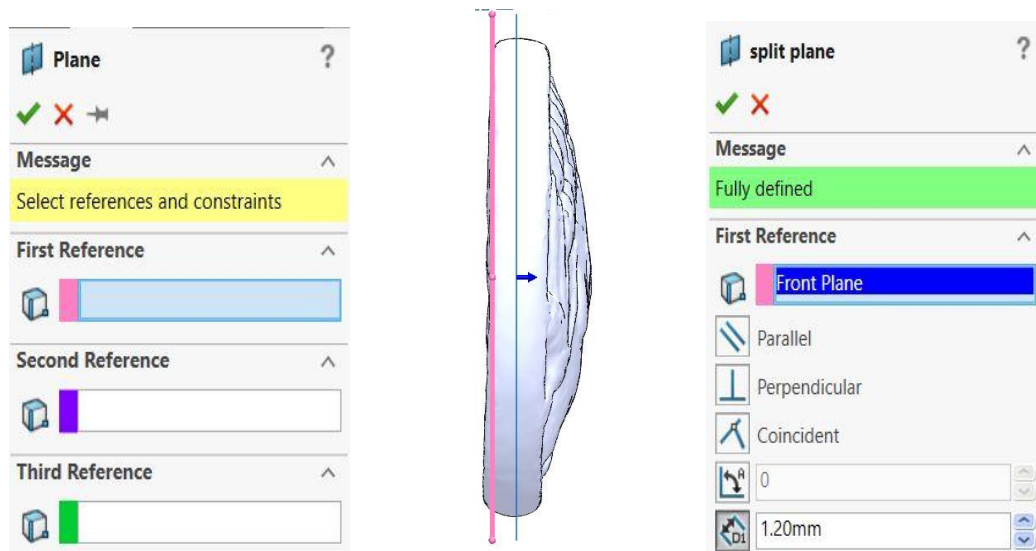 Plane
?
Message
Select references and constraints
First Reference
Second Reference
Third Reference
split plane
?
Message
Fully defined
First Reference
Front Plane
Parallel
Perpendicular
Coincident
A
0
D1
1.20mm